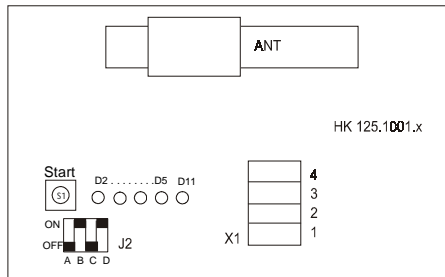 ANT
HK 125.1001.x
Start
D2 . . . . . . . D5 D11
S1
ON
OFF
J2
A B C D
4
3
2
1
X1